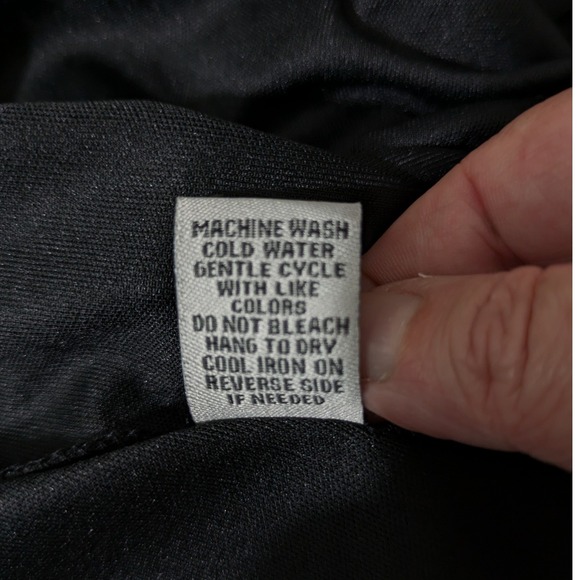 MACHINE WASH
COLD WATER
GENTLE CYCLE
WITH LIKE
COLORS
DO NOT BLEACH
HANG TO DRY
COOL IRON ON
REVERSE SIDE
IF NEEDED